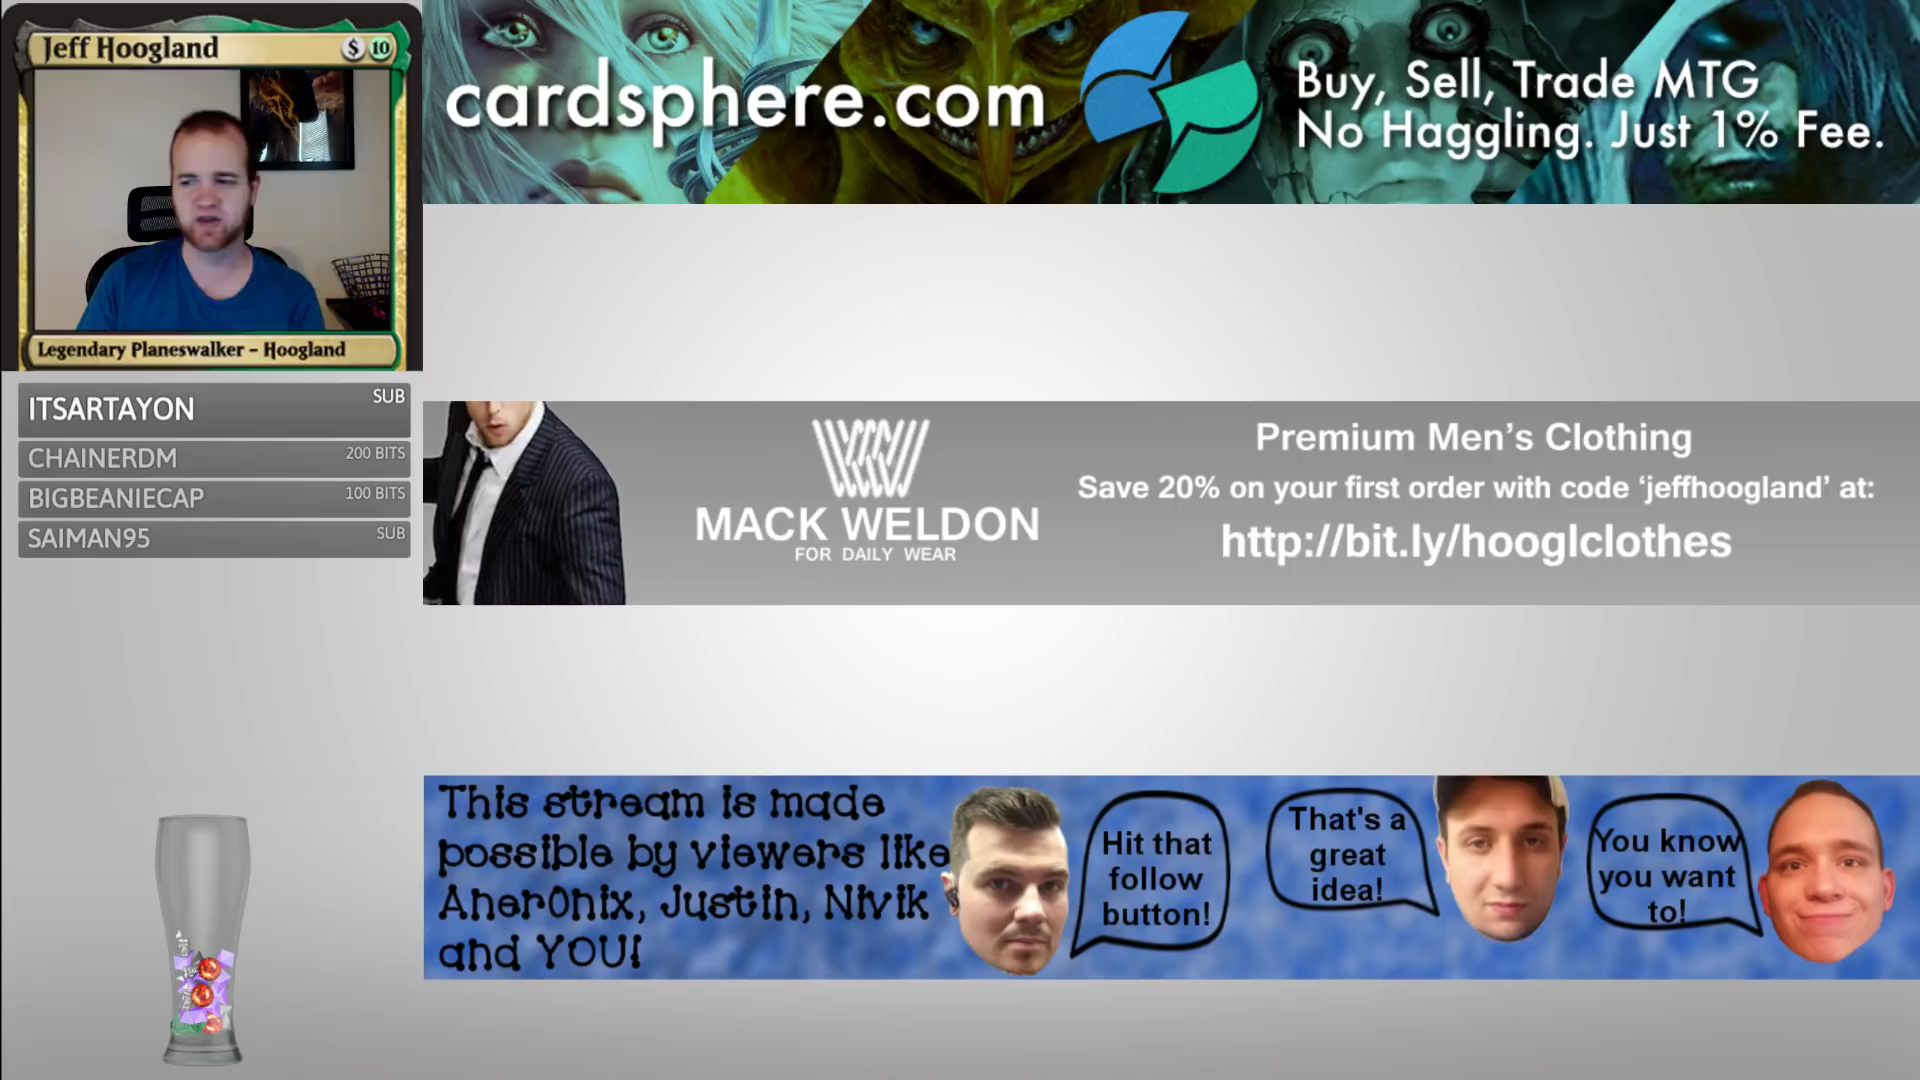 Jeff Hoogland $ 10
Legendary Planeswalker – Hoogland
ITSARTAYON SUB
CHAINERDM 200 BITS
BIGBEANIECAP 100 BITS
SAIMAN95 SUB
cardsphere.com
Buy, Sell, Trade MTG
No Haggling. Just 1% Fee.
MACK WELDON
FOR DAILY WEAR
Premium Men's Clothing
Save 20% on your first order with code 'jeffhoogland' at:
http://bit.ly/hooglclothes
This stream is made
possible by viewers like
Aner0nix, Justin, Nivik
and YOU!
Hit that
follow
button!
That's a
great
idea!
You know
you want
to!